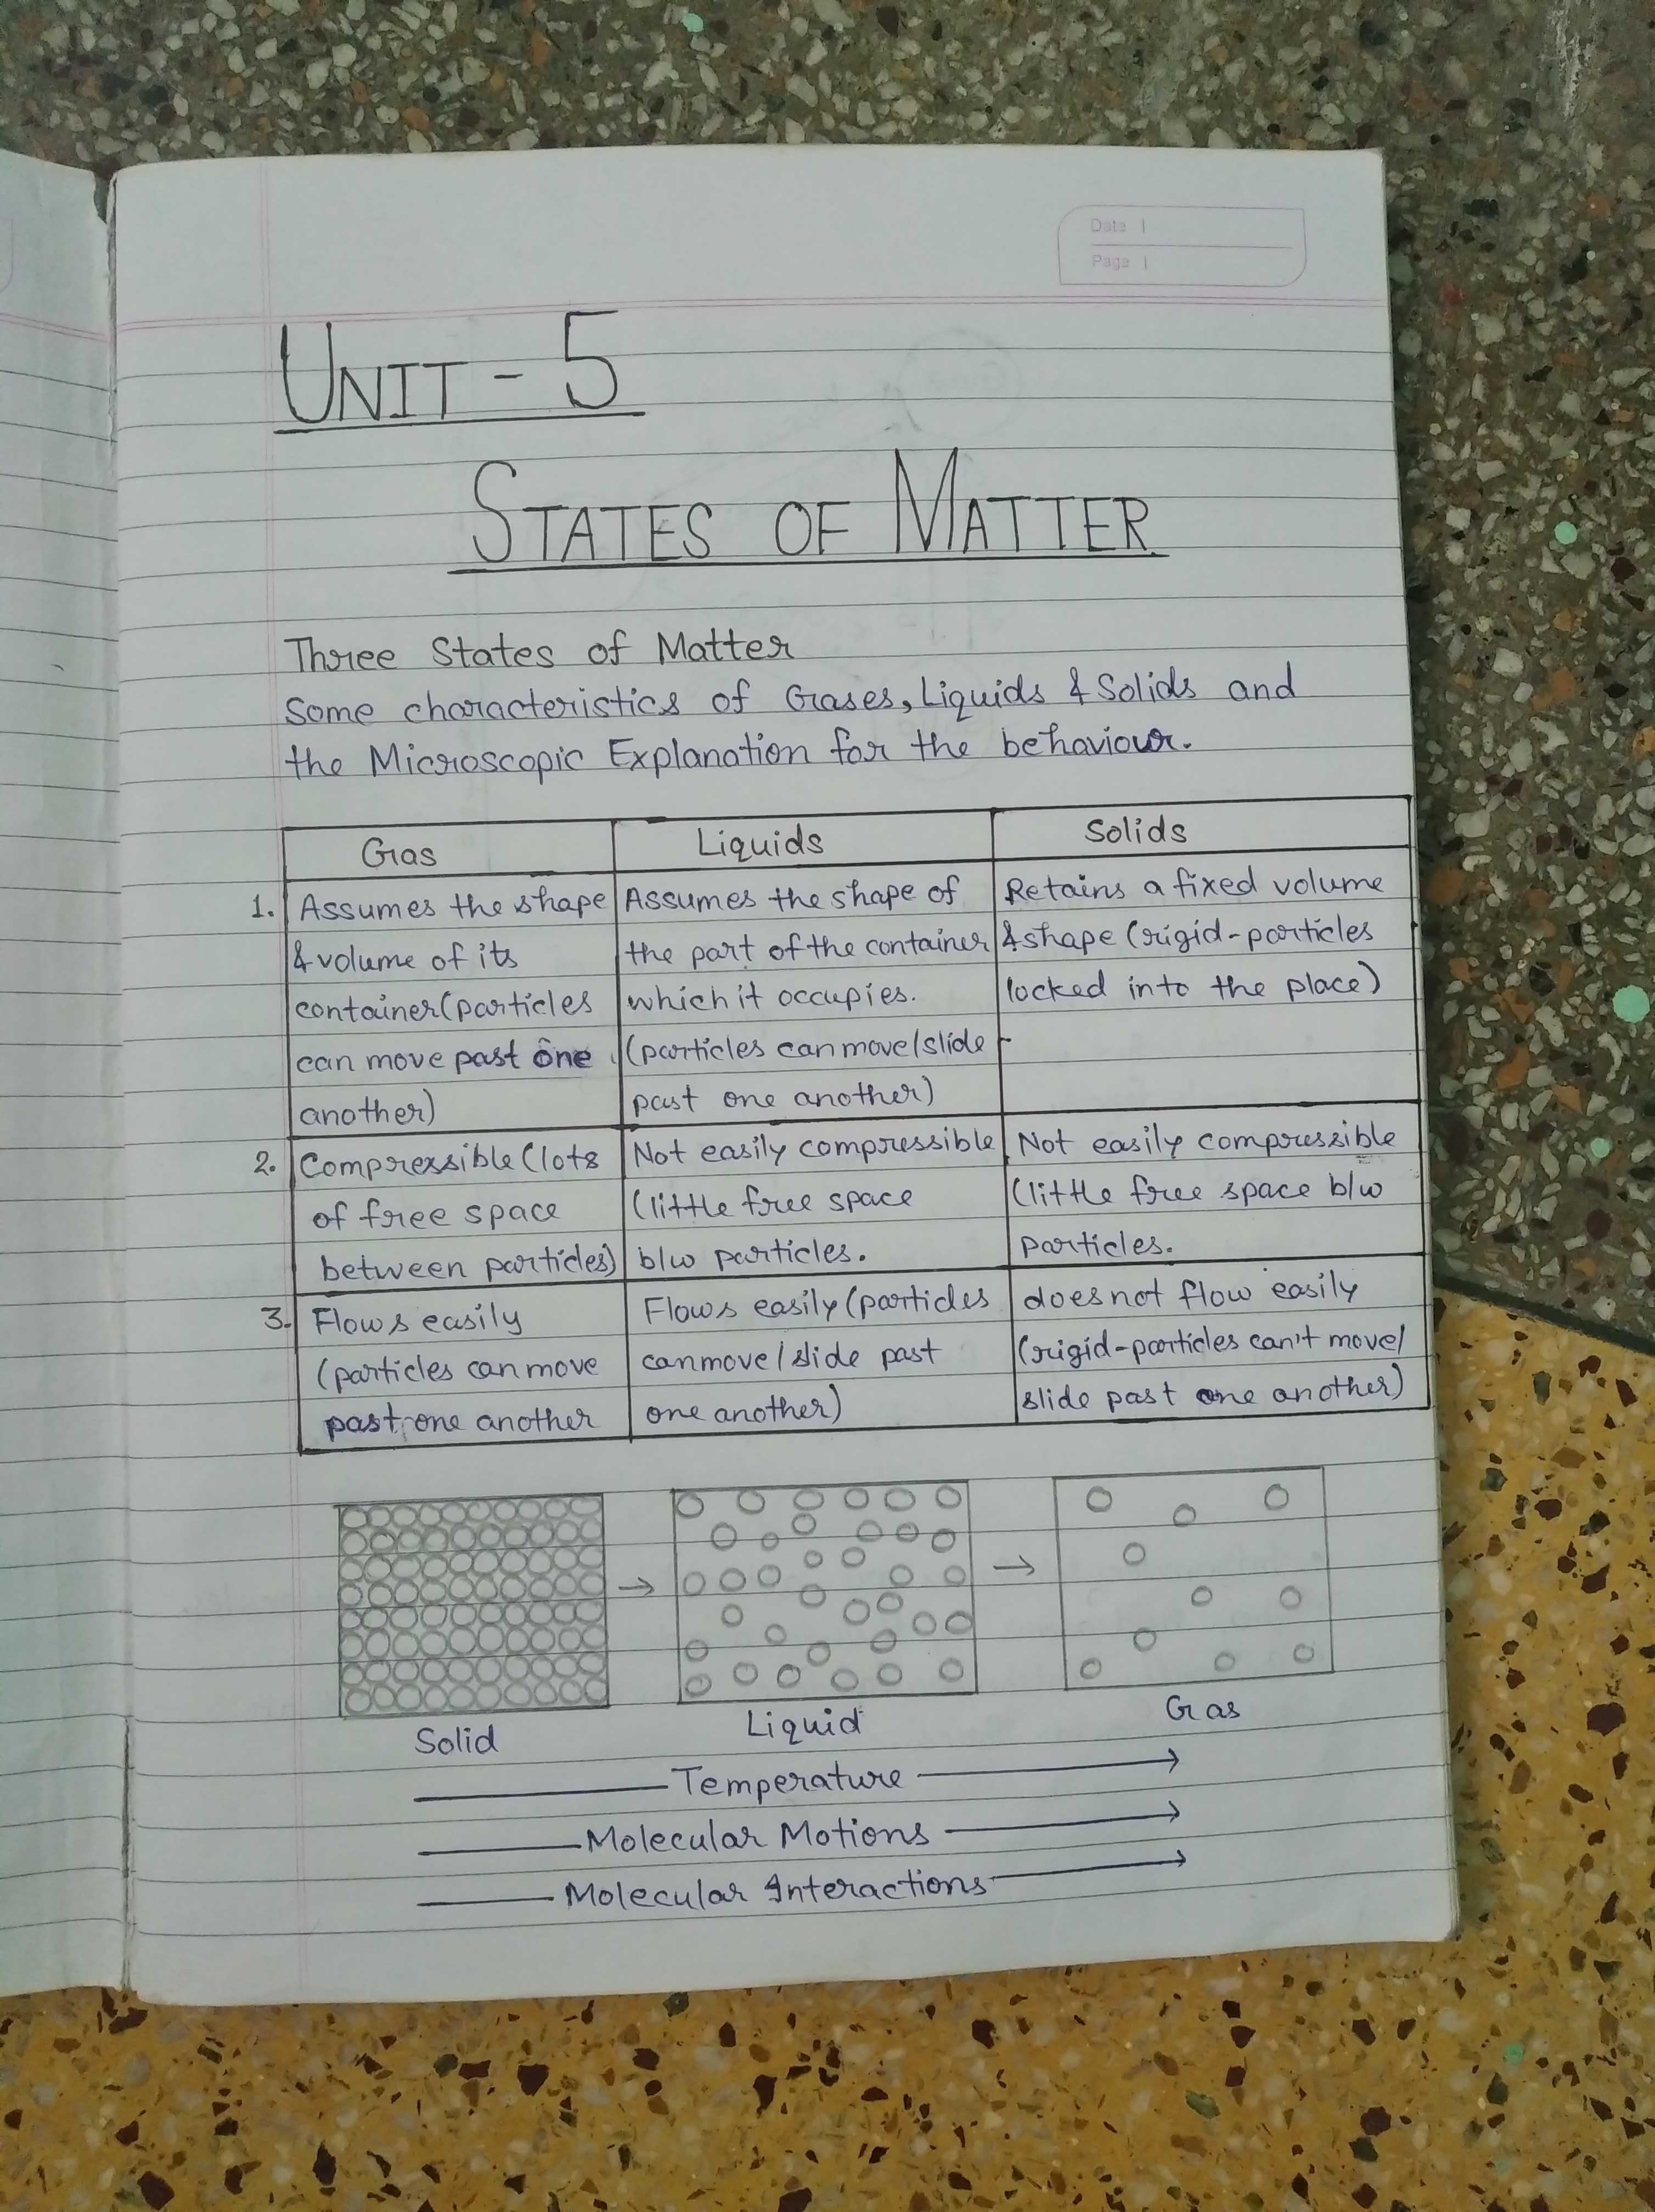 Date
Page
UNIT - 5
STATES OF MATTER
Three States of Matter
Some characteristics of Gases, Liquids & Solids and
the Microscopic Explanation for the behaviour.
Gas
1. Assumes the shape
& volume of its
container (particles
can move past one
another)
Liquids
Assumes the shape of
the part of the container
which it occupies.
(particles can move/slide
past one another)
Solids
Retains a fixed volume
& shape (rigid-particles
locked into the place)
2. Compressible (lots
of free space
between particles)
Not easily compressible
(little free space
b/w particles.
Not easily compressible
(little free space b/w
particles.
3. Flows easily
(particles can move
past one another
Flows easily (particles
can move / slide past
one another)
does not flow easily
(rigid-particles can't move/
slide past one another)
Solid
Liquid
Gas
Temperature
Molecular Motions
Molecular Interactions